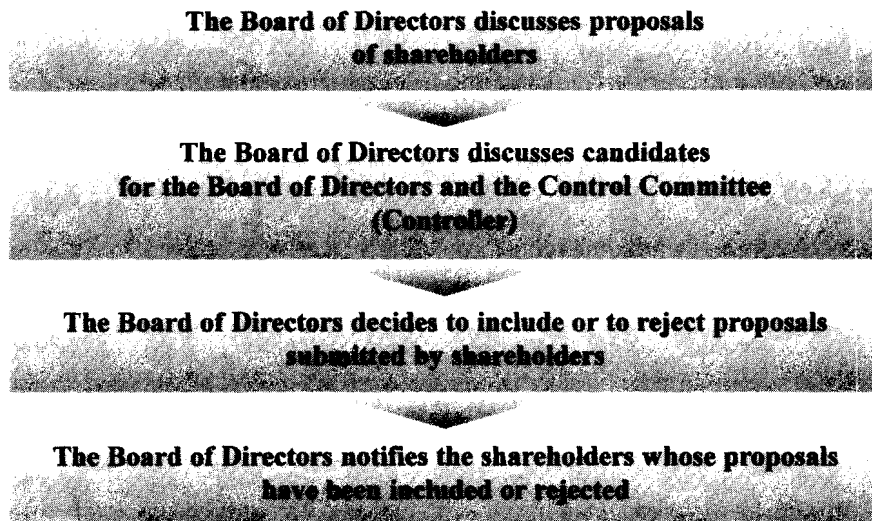 The Board of Directors discusses proposals
of shareholders
The Board of Directors discusses candidates
for the Board of Directors and the Control Committee
(Controller)
The Board of Directors decides to include or to reject proposals
submitted by shareholders
The Board of Directors notifies the shareholders whose proposals
have been included or rejected